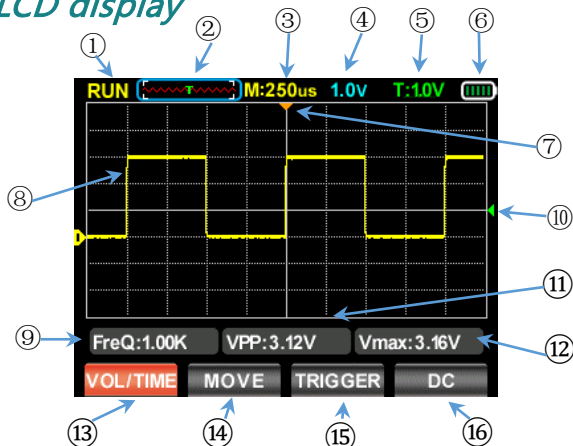 LCD display
① ② ③ ④ ⑤ ⑥
RUN T M:250us 1.0V T:1.0V
⑦
⑧
⑩
1
⑪
⑨ FreQ:1.00K VPP:3.12V Vmax:3.16V ⑫
VOL/TIME MOVE TRIGGER DC
⑬ ⑭ ⑮ ⑯